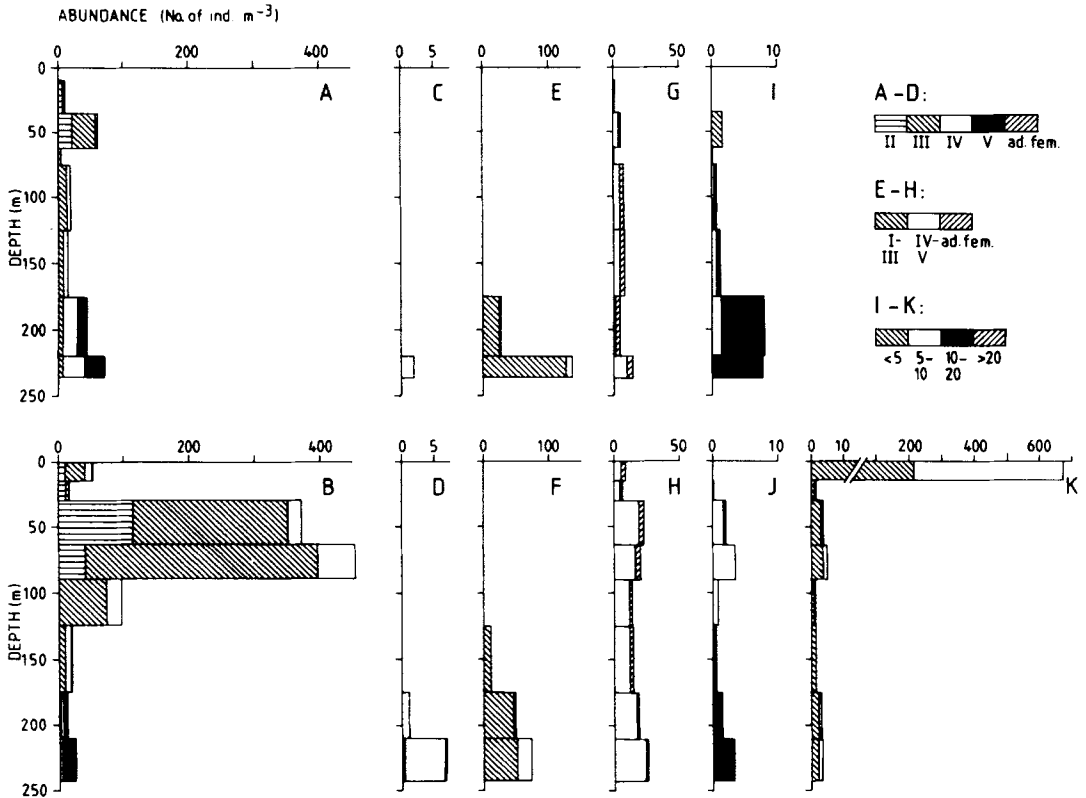 ABUNDANCE (No. of ind. m-3)
0 200 400 0 5 0 100 0 50 0 10
0
50
100
150
200
250
DEPTH (m)
A C E G I
A-D:
II III IV V ad. fem.
E-H:
I- IV- ad. fem.
III V
I-K:
<5 5- 10- >20
10 20
0 200 400 0 5 0 100 0 50 0 10 0 10 200 400 600
0
50
100
150
200
250
DEPTH (m)
B D F H J K